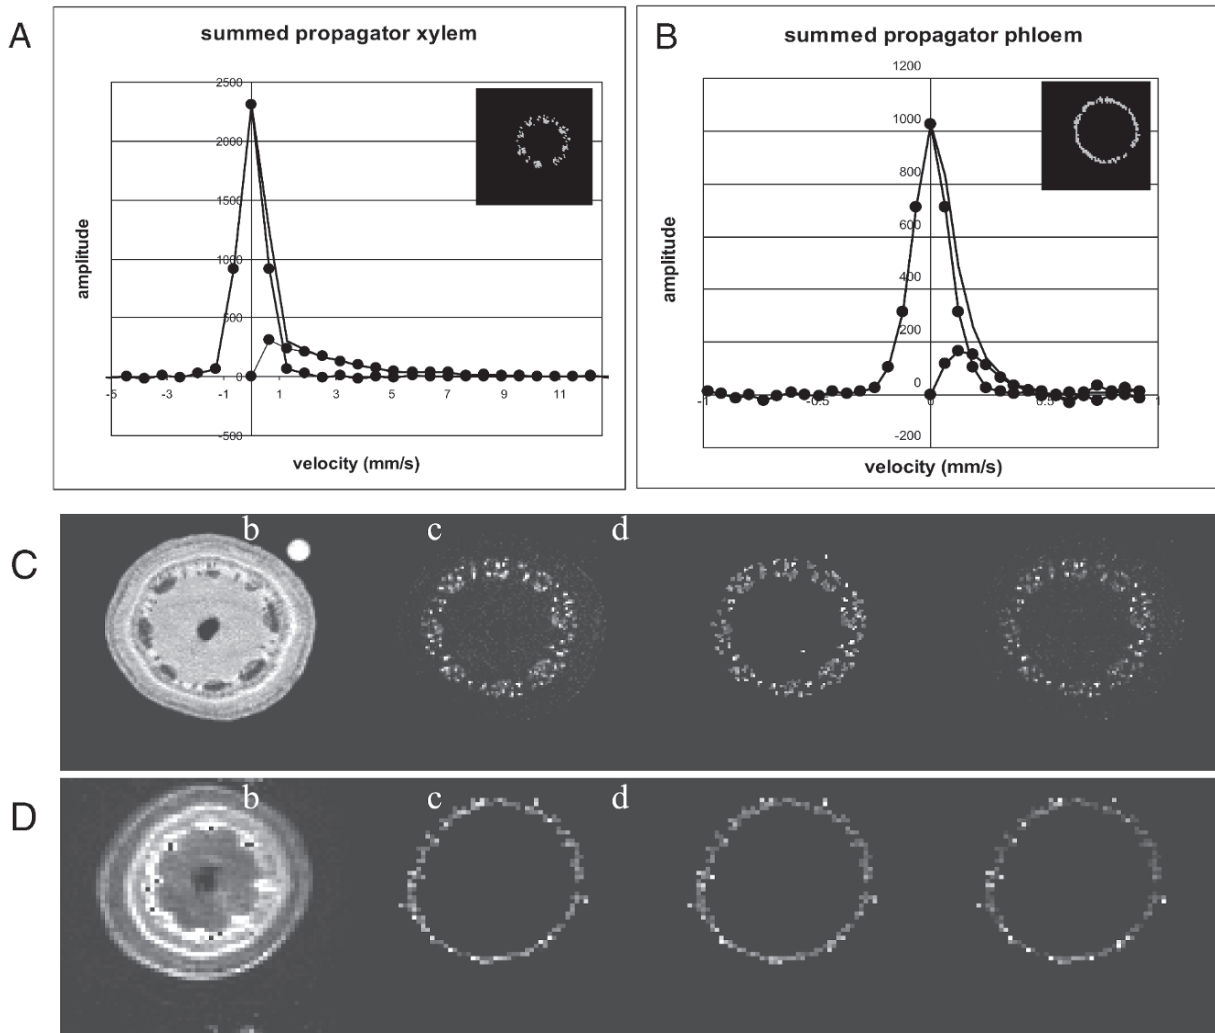 A
summed propagator xylem
2500
2000
1500
1000
500
0
-500
-5 -3 -1 1 3 5 7 9 11
amplitude
velocity (mm/s)
B
summed propagator phloem
1200
1000
800
600
400
200
0
-200
-1 -0.5 0 0.5 1
amplitude
velocity (mm/s)
C
b c d
D
b c d